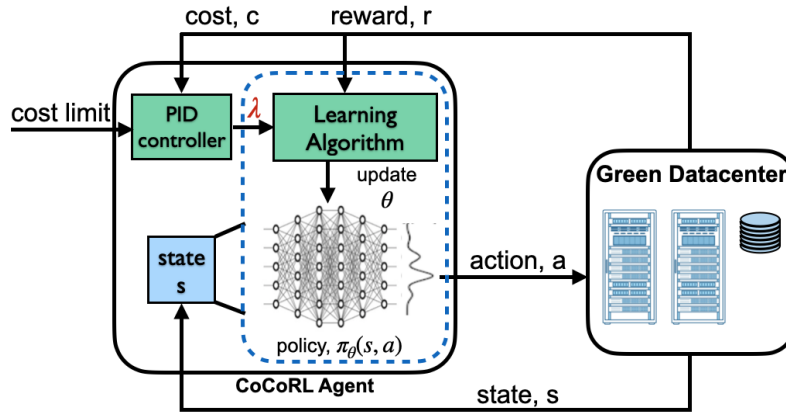 cost, c
reward, r
cost limit
PID
controller
λ
Learning
Algorithm
update
θ
Green Datacenter
state
s
action, a
policy, πθ(s, a)
CoCoRL Agent
state, s